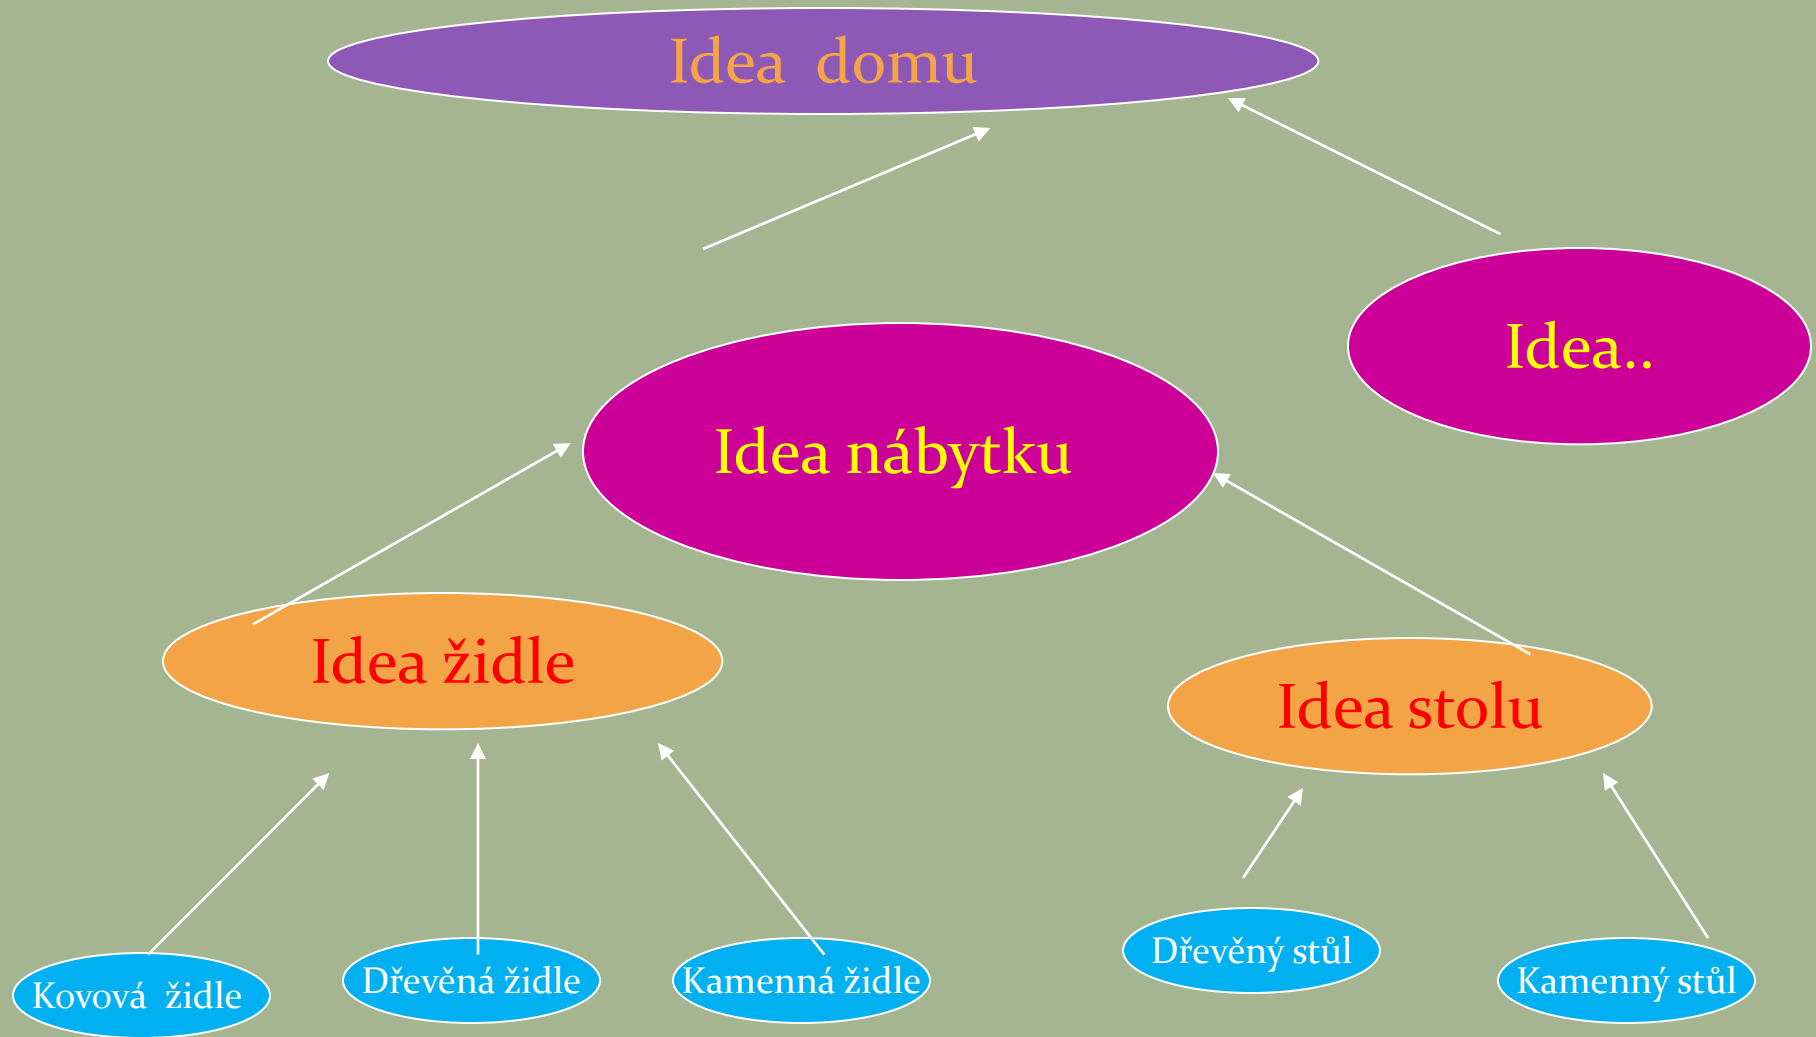 Idea domu
Idea..
Idea nábytku
Idea židle
Idea stolu
Dřevěný stůl
Kovová židle
Dřevěná židle
Kamenná židle
Kamenný stůl